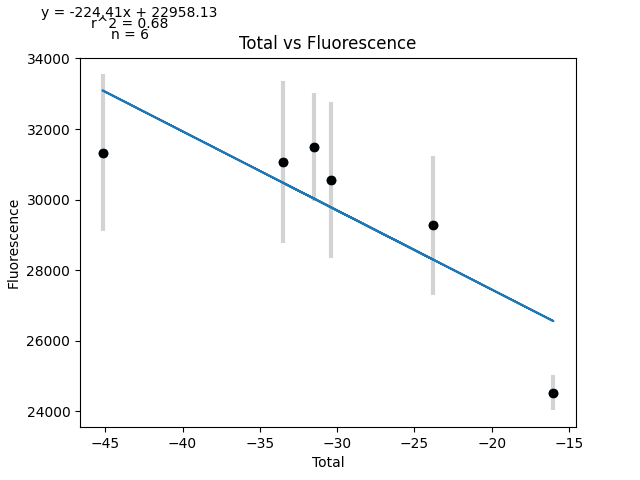 y = -224.41x + 22958.13
r^2 = 0.68
n = 6
Total vs Fluorescence
34000
32000
30000
28000
26000
24000
Fluorescence
−45
−40
−35
−30
−25
−20
−15
Total